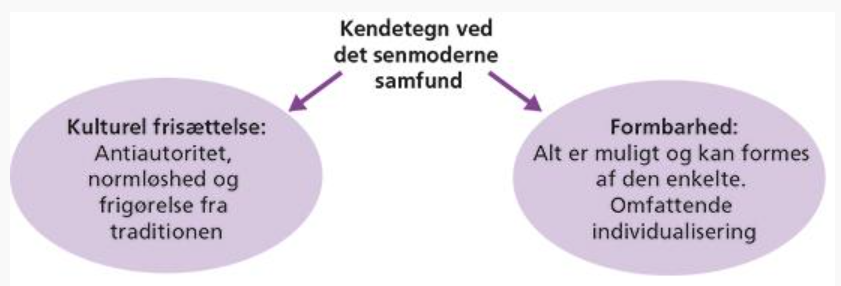 Kendetegn ved
det senmoderne
samfund
Kulturel frisættelse:
Antiautoritet,
normløshed og
frigørelse fra
traditionen
Formbarhed:
Alt er muligt og kan formes
af den enkelte.
Omfattende
individualisering